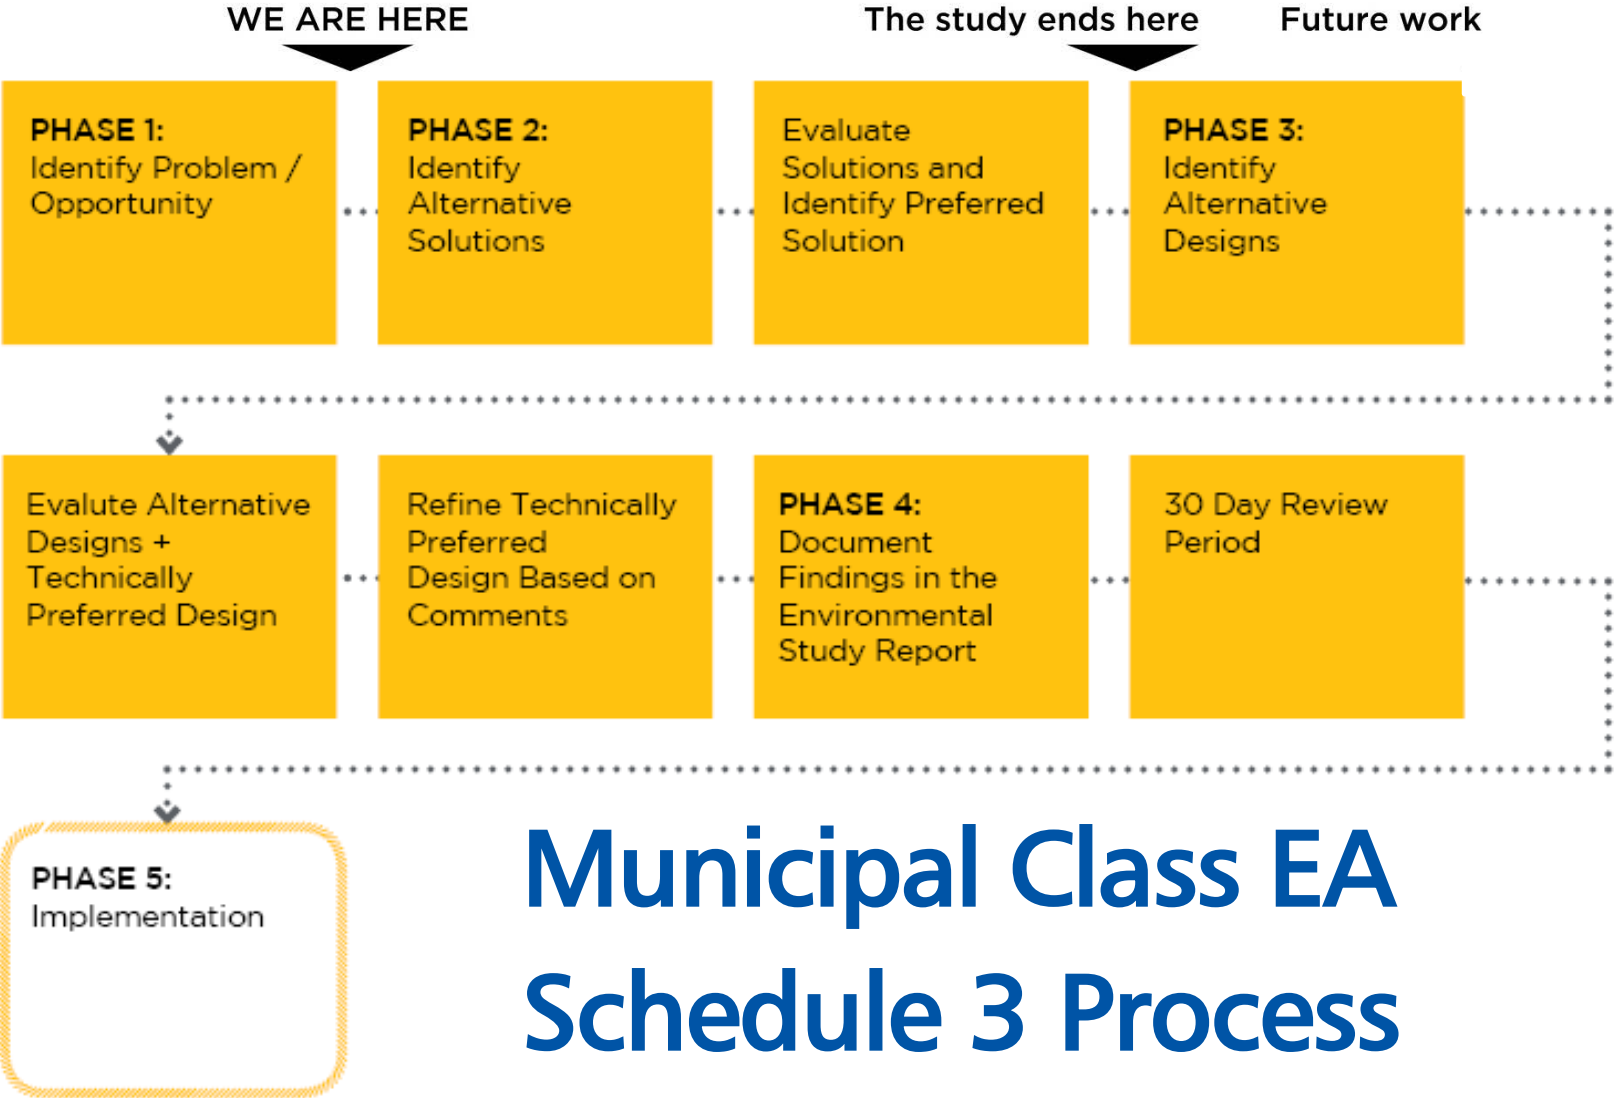 WE ARE HERE
The study ends here
Future work
PHASE 1:
Identify Problem /
Opportunity
PHASE 2:
Identify
Alternative
Solutions
Evaluate
Solutions and
Identify Preferred
Solution
PHASE 3:
Identify
Alternative
Designs
Evalute Alternative
Designs +
Technically
Preferred Design
Refine Technically
Preferred
Design Based on
Comments
PHASE 4:
Document
Findings in the
Environmental
Study Report
30 Day Review
Period
PHASE 5:
Implementation
Municipal Class EA
Schedule 3 Process